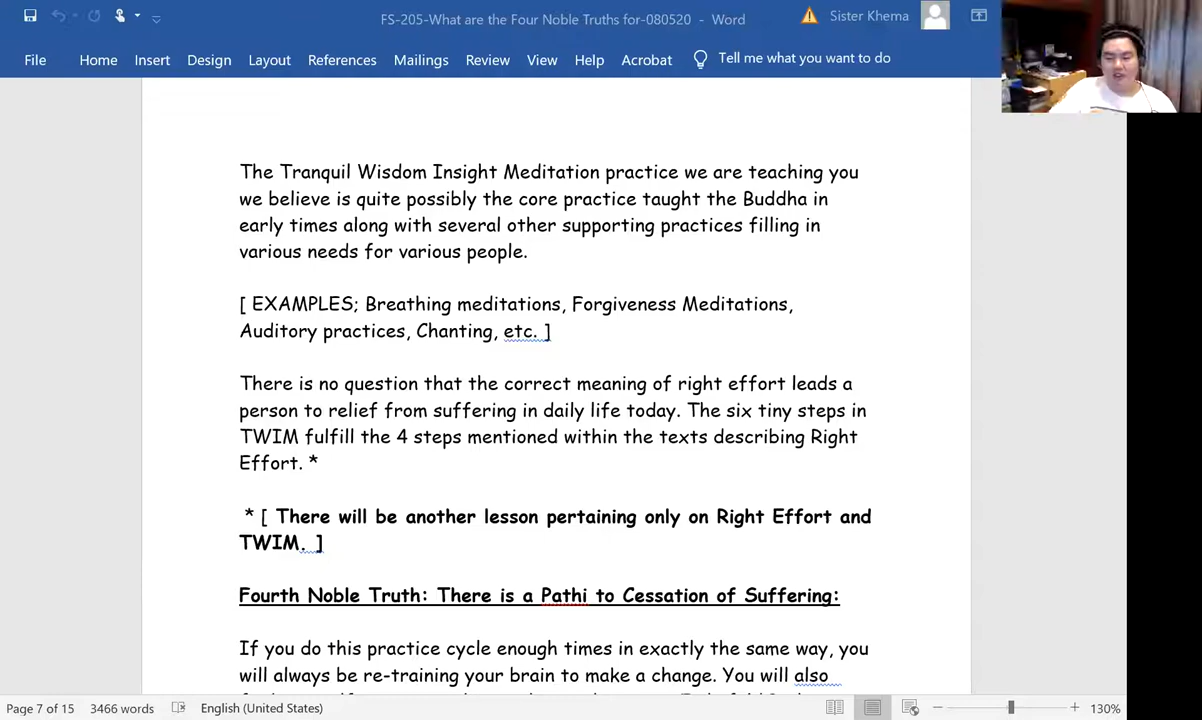 FS-205-What are the Four Noble Truths for-080520 - Word
Sister Khema
File Home Insert Design Layout References Mailings Review View Help Acrobat Tell me what you want to do
The Tranquil Wisdom Insight Meditation practice we are teaching you
we believe is quite possibly the core practice taught the Buddha in
early times along with several other supporting practices filling in
various needs for various people.
[ EXAMPLES; Breathing meditations, Forgiveness Meditations,
Auditory practices, Chanting, etc. ]
There is no question that the correct meaning of right effort leads a
person to relief from suffering in daily life today. The six tiny steps in
TWIM fulfill the 4 steps mentioned within the texts describing Right
Effort. *
* [ There will be another lesson pertaining only on Right Effort and
TWIM. ]
Fourth Noble Truth: There is a Pathi to Cessation of Suffering:
If you do this practice cycle enough times in exactly the same way, you
will always be re-training your brain to make a change. You will also
Page 7 of 15 3466 words English (United States) 130%